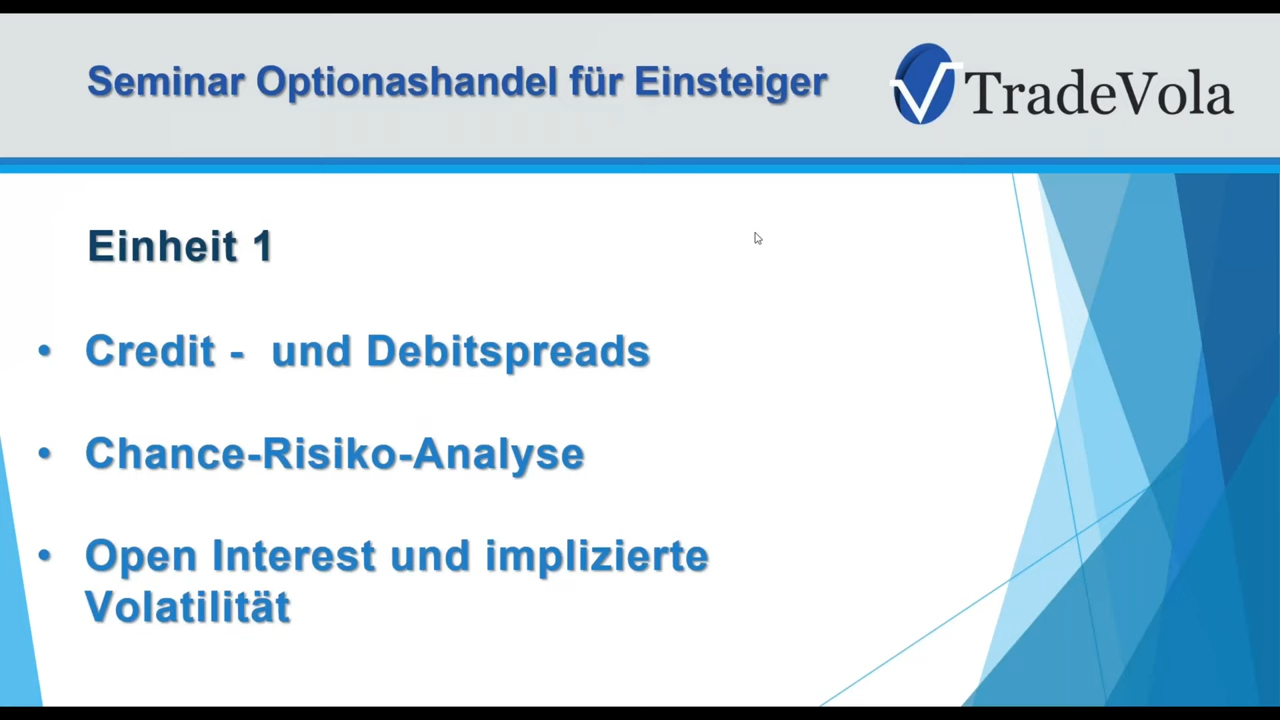 Seminar Optionashandel für Einsteiger
TradeVola
Einheit 1
• Credit - und Debitspreads
• Chance-Risiko-Analyse
• Open Interest und implizierte
Volatilität